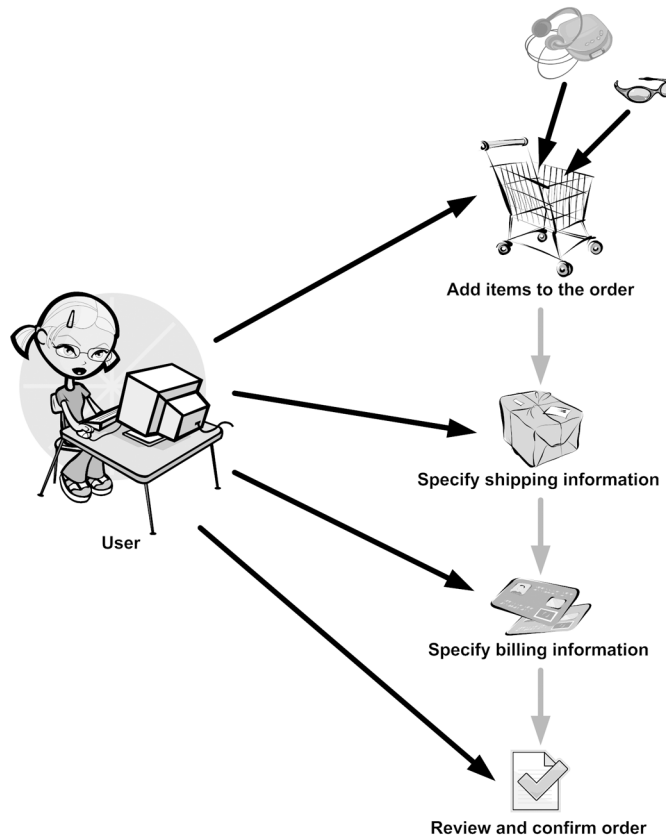 Add items to the order
Specify shipping information
User
Specify billing information
Review and confirm order